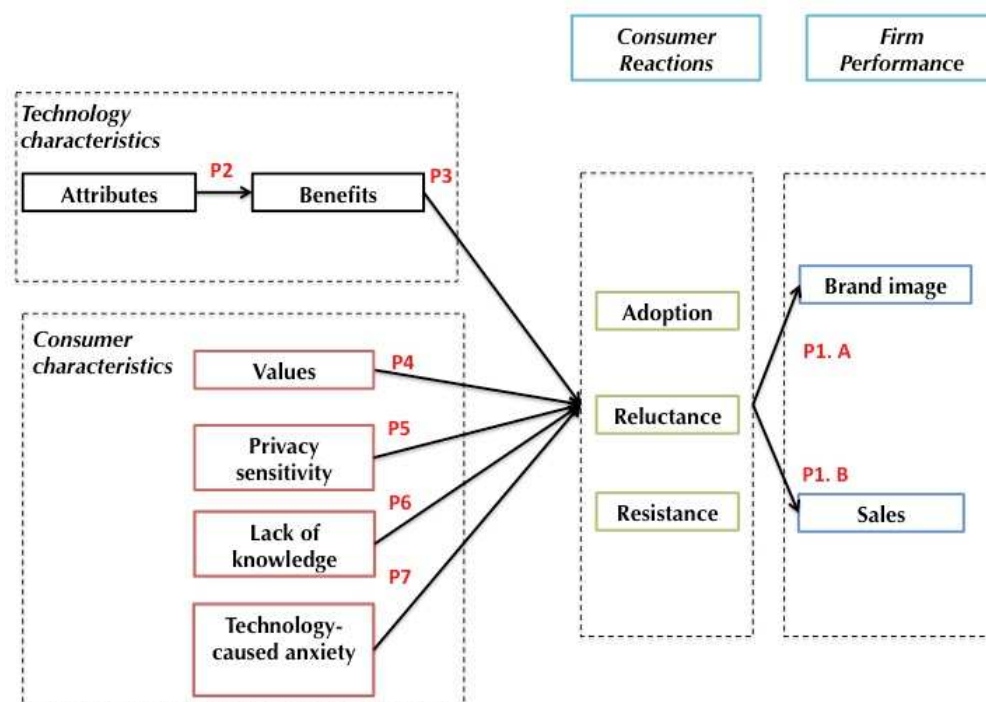 Consumer
Reactions
Firm
Performance
Technology
characteristics
P2
P3
Attributes
Benefits
Brand image
Adoption
Consumer
characteristics
P1. A
Values
P4
Reluctance
P5
Privacy
sensitivity
P1. B
P6
Resistance
Sales
Lack of
knowledge
P7
Technology-
caused anxiety